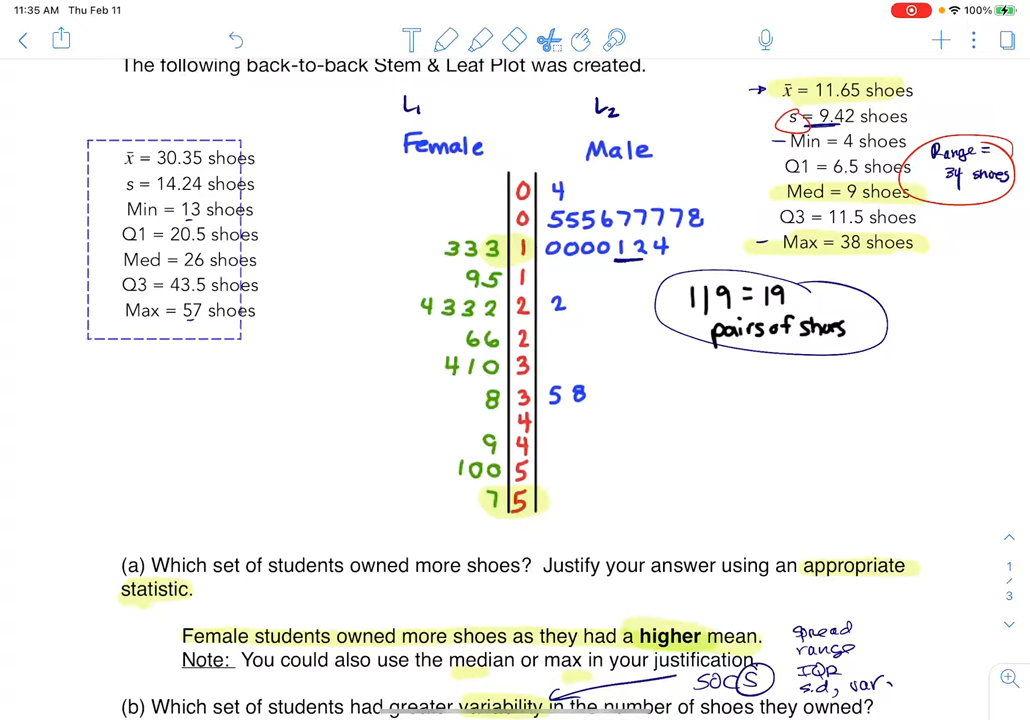 11:35 AM Thu Feb 11
100%
The following back-to-back Stem & Leaf Plot was created.
L1
L2
Female
Male
x̄ = 30.35 shoes
s = 14.24 shoes
Min = 13 shoes
Q1 = 20.5 shoes
Med = 26 shoes
Q3 = 43.5 shoes
Max = 57 shoes
x̄ = 11.65 shoes
s = 9.42 shoes
Min = 4 shoes
Q1 = 6.5 shoes
Med = 9 shoes
Q3 = 11.5 shoes
Max = 38 shoes
Range =
34 shoes
0 4
0 555677778
333 1 0000124
95 1
4332 2 2
66 2
410 3
8 3 58
4
9 4
100 5
7 5
1|9 = 19
pairs of shoes
(a) Which set of students owned more shoes? Justify your answer using an appropriate
statistic.
Female students owned more shoes as they had a higher mean.
Note: You could also use the median or max in your justification.
spread
range
IQR
s.d, var.
SOCS
(b) Which set of students had greater variability in the number of shoes they owned?
1
/
3